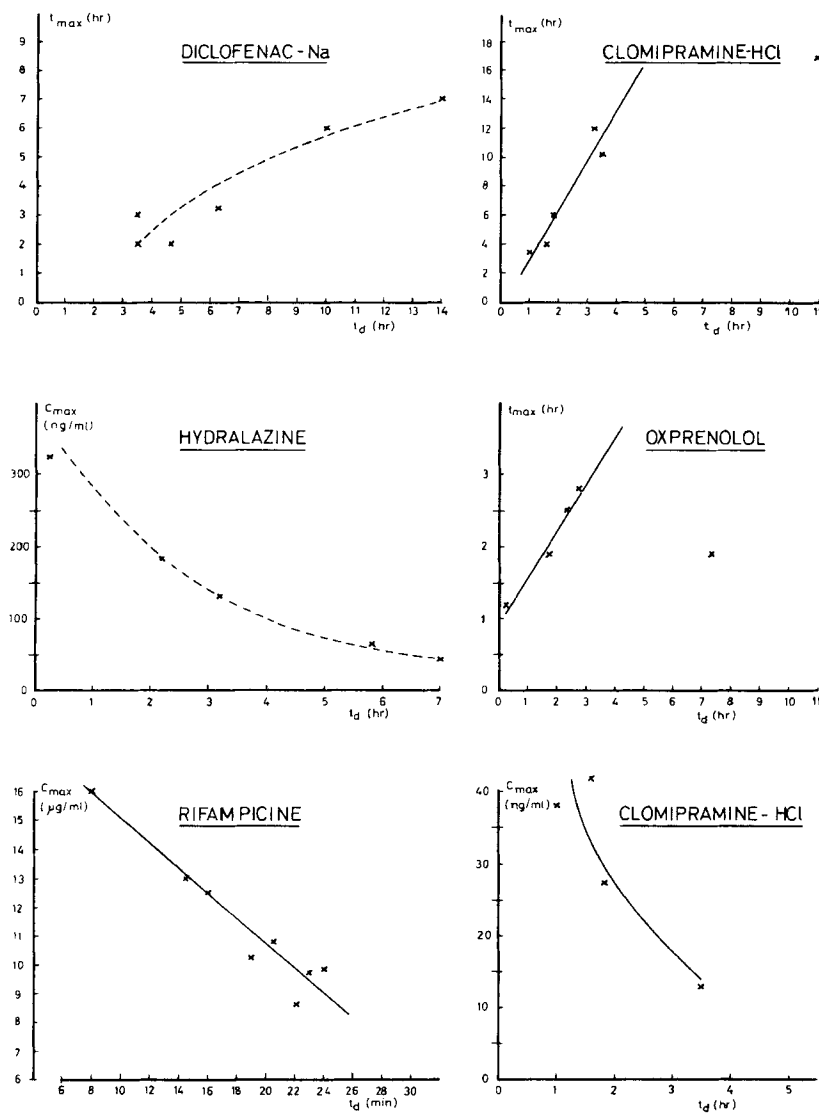 t max (hr)
DICLOFENAC-Na
9
8
7
6
5
4
3
2
1
0
0 1 2 3 4 5 6 7 8 9 10 11 12 13 14
t d (hr)
t max (hr)
CLOMIPRAMINE-HCl
18
16
14
12
10
8
6
4
2
0
0 1 2 3 4 5 6 7 8 9 10 11
t d (hr)
C max
(ng/ml)
HYDRALAZINE
300
200
100
0
0 1 2 3 4 5 6 7
t d (hr)
t max (hr)
OXPRENOLOL
3
2
1
0
0 1 2 3 4 5 6 7 8 9 10 11
t d (hr)
C max
(µg/ml)
RIFAMPICINE
16
15
14
13
12
11
10
9
8
7
6
6 8 10 12 14 16 18 20 22 24 26 28 30 32
t d (min)
C max
(ng/ml)
CLOMIPRAMINE - HCl
40
30
20
10
0
0 1 2 3 4 5
t d (hr)